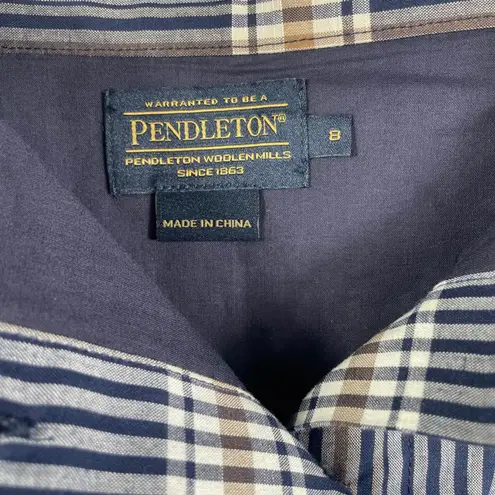 WARRANTED TO BE A
PENDLETON®
PENDLETON WOOLEN MILLS
SINCE 1863
8
MADE IN CHINA